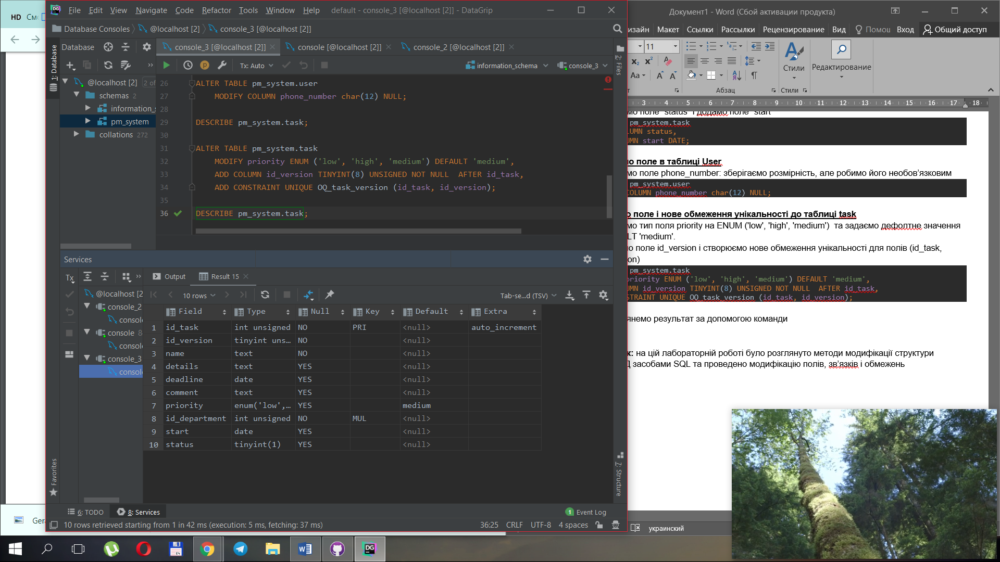 HD
File Edit View Navigate Code Refactor Tools Window Help default - console_3 [@localhost [2]] - DataGrip
Database Consoles @localhost [2] console_3 [@localhost [2]]
1: Database
Database
console_3 [@localhost [2]] console [@localhost [2]] console_2 [@localhost [2]]
Tx: Auto information_schema console_3
2: Files
@localhost [2] 2 of
schemas 2
information_s
pm_system
collations 272
26 ALTER TABLE pm_system.user
27 MODIFY COLUMN phone_number char(12) NULL;
28
29 DESCRIBE pm_system.task;
30
31 ALTER TABLE pm_system.task
32 MODIFY priority ENUM ('low', 'high', 'medium') DEFAULT 'medium',
33 ADD COLUMN id_version TINYINT(8) UNSIGNED NOT NULL  AFTER id_task,
34 ADD CONSTRAINT UNIQUE OQ_task_version (id_task, id_version);
35
36 DESCRIBE pm_system.task;
Services
Tx
Output Result 15
@localhost [2
console_2
consol
console 8
consol
console_3
consol
10 rows Tab-se...d (TSV)
Field Type Null Key Default Extra
1 id_task int unsigned NO PRI <null> auto_increment
2 id_version tinyint uns… NO <null>
3 name text NO <null>
4 details text YES <null>
5 deadline date YES <null>
6 comment text YES <null>
7 priority enum('low',… YES medium
8 id_department int unsigned NO MUL <null>
9 start date YES <null>
10 status tinyint(1) YES <null>
Favorites
7: Structure
6: TODO 8: Services 1 Event Log
10 rows retrieved starting from 1 in 42 ms (execution: 5 ms, fetching: 37 ms) 36:25 CRLF UTF-8 4 spaces
Документ1 - Word (Сбой активации продукта)
изайн Макет Ссылки Рассылки Рецензирование Вид Помощ Вход Общий доступ
11
Aa
Стили
Редактирование
Абзац Стили
3 4 5 6 7 8 9 10 11 12 13 14 15 16 17 18
мо поле "status" і додамо поле "start"
pm_system.task
UMN status,
UMN start DATE;
о поле в таблиці User
мо поле phone_number: зберігаємо розмірність, але робимо його необов’язковим
pm_system.user
COLUMN phone_number char(12) NULL;
о поле і нове обмеження унікальності до таблиці task
мо тип поля priority на ENUM ('low', 'high', 'medium')  та задаємо дефолтне значення
LT 'medium'.
о поле id_version і створюємо нове обмеження унікальності для полів (id_task,
on)
pm_system.task
riority ENUM ('low', 'high', 'medium') DEFAULT 'medium',
UMN id_version TINYINT(8) UNSIGNED NOT NULL  AFTER id_task,
STRAINT UNIQUE OQ_task_version (id_task, id_version);
янемо результат за допомогою команди
к: на цій лабораторній роботі було розглянуто методи модифікації структури
Д засобами SQL та проведено модифікацію полів, зв’язків і обмежень
украинский
64
DG